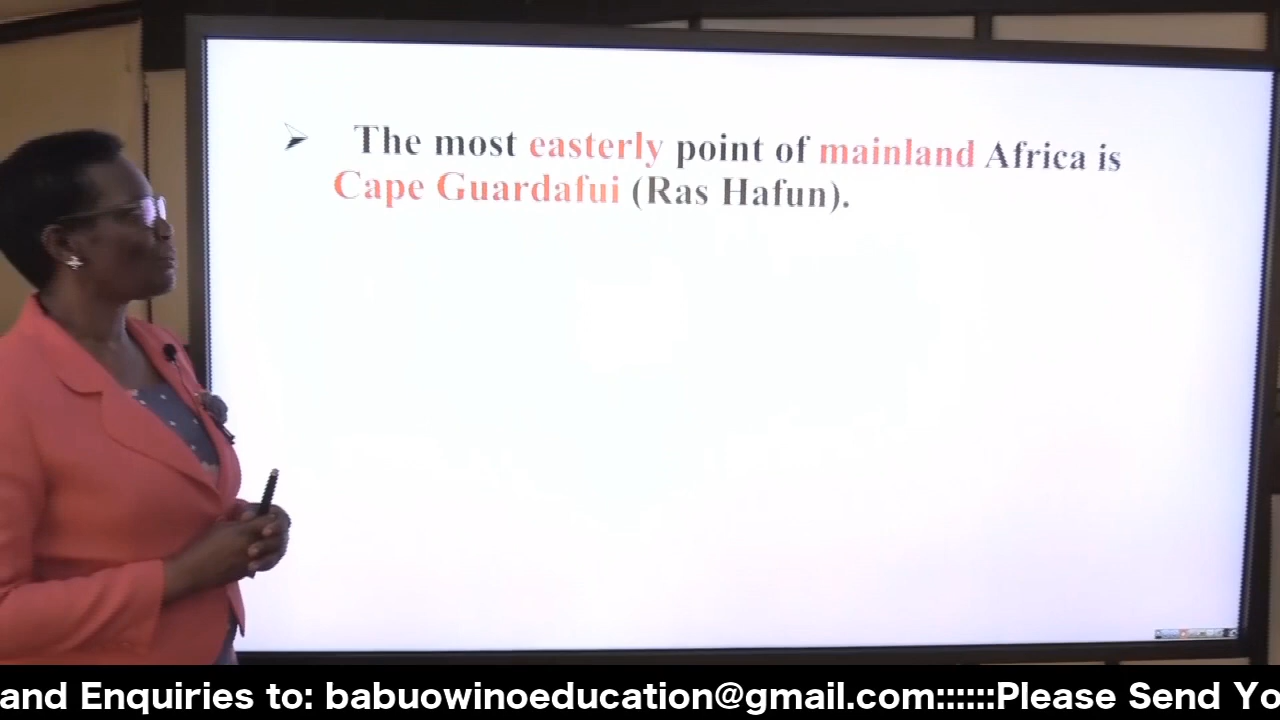 The most easterly point of mainland Africa is
Cape Guardafui (Ras Hafun).
and Enquiries to: babuowinoeducation@gmail.com::::::Please Send Yo